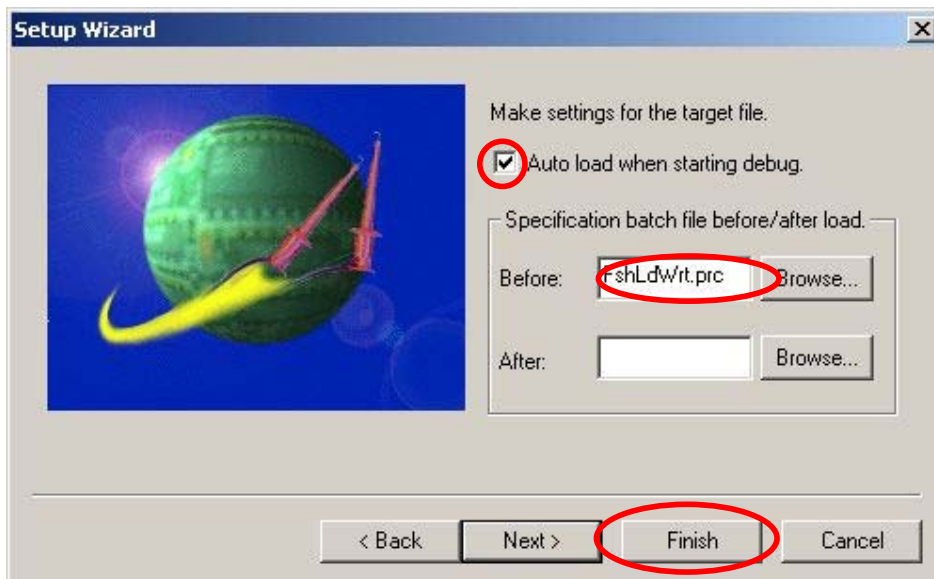 Setup Wizard
Make settings for the target file.
Auto load when starting debug.
Specification batch file before/after load.
Before: FshLdWrt.prc Browse...
After: Browse...
< Back Next > Finish Cancel